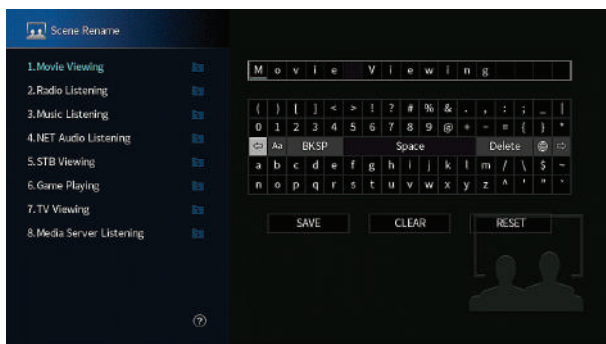 Scene Rename
1.Movie Viewing
2.Radio Listening
3.Music Listening
4.NET Audio Listening
5.STB Viewing
6.Game Playing
7.TV Viewing
8.Media Server Listening
?
Movie Viewing
( ) [ ] < > ! ? # % & . , : ; _ |
0 1 2 3 4 5 6 7 8 9 @ + - = { } *
⇦ Aa BKSP Space Delete ⇨
a b c d e f g h i j k l m / \ $ ~
n o p q r s t u v w x y z ^ ' " `
SAVE CLEAR RESET